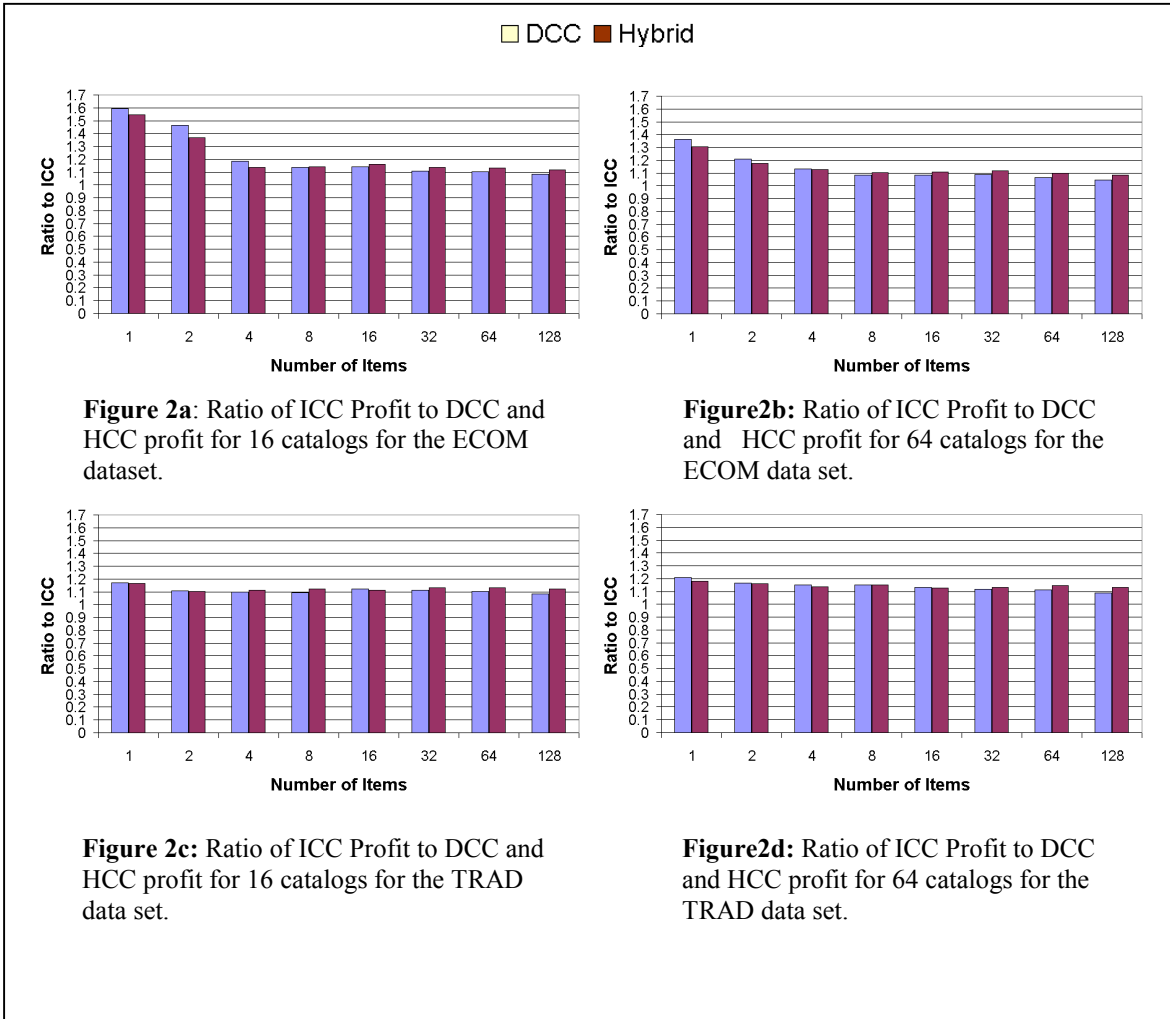 DCC Hybrid
1.7
1.6
1.5
1.4
1.3
1.2
1.1
1
0.9
0.8
0.7
0.6
0.5
0.4
0.3
0.2
0.1
0
Ratio to ICC
1 2 4 8 16 32 64 128
Number of Items
Figure 2a: Ratio of ICC Profit to DCC and
HCC profit for 16 catalogs for the ECOM
dataset.
1.7
1.6
1.5
1.4
1.3
1.2
1.1
1
0.9
0.8
0.7
0.6
0.5
0.4
0.3
0.2
0.1
0
Ratio to ICC
1 2 4 8 16 32 64 128
Number of Items
Figure2b: Ratio of ICC Profit to DCC
and HCC profit for 64 catalogs for the
ECOM data set.
1.7
1.6
1.5
1.4
1.3
1.2
1.1
1
0.9
0.8
0.7
0.6
0.5
0.4
0.3
0.2
0.1
0
Ratio to ICC
1 2 4 8 16 32 64 128
Number of Items
Figure 2c: Ratio of ICC Profit to DCC and
HCC profit for 16 catalogs for the TRAD
data set.
1.7
1.6
1.5
1.4
1.3
1.2
1.1
1
0.9
0.8
0.7
0.6
0.5
0.4
0.3
0.2
0.1
0
Ratio to ICC
1 2 4 8 16 32 64 128
Number of Items
Figure2d: Ratio of ICC Profit to DCC
and HCC profit for 64 catalogs for the
TRAD data set.